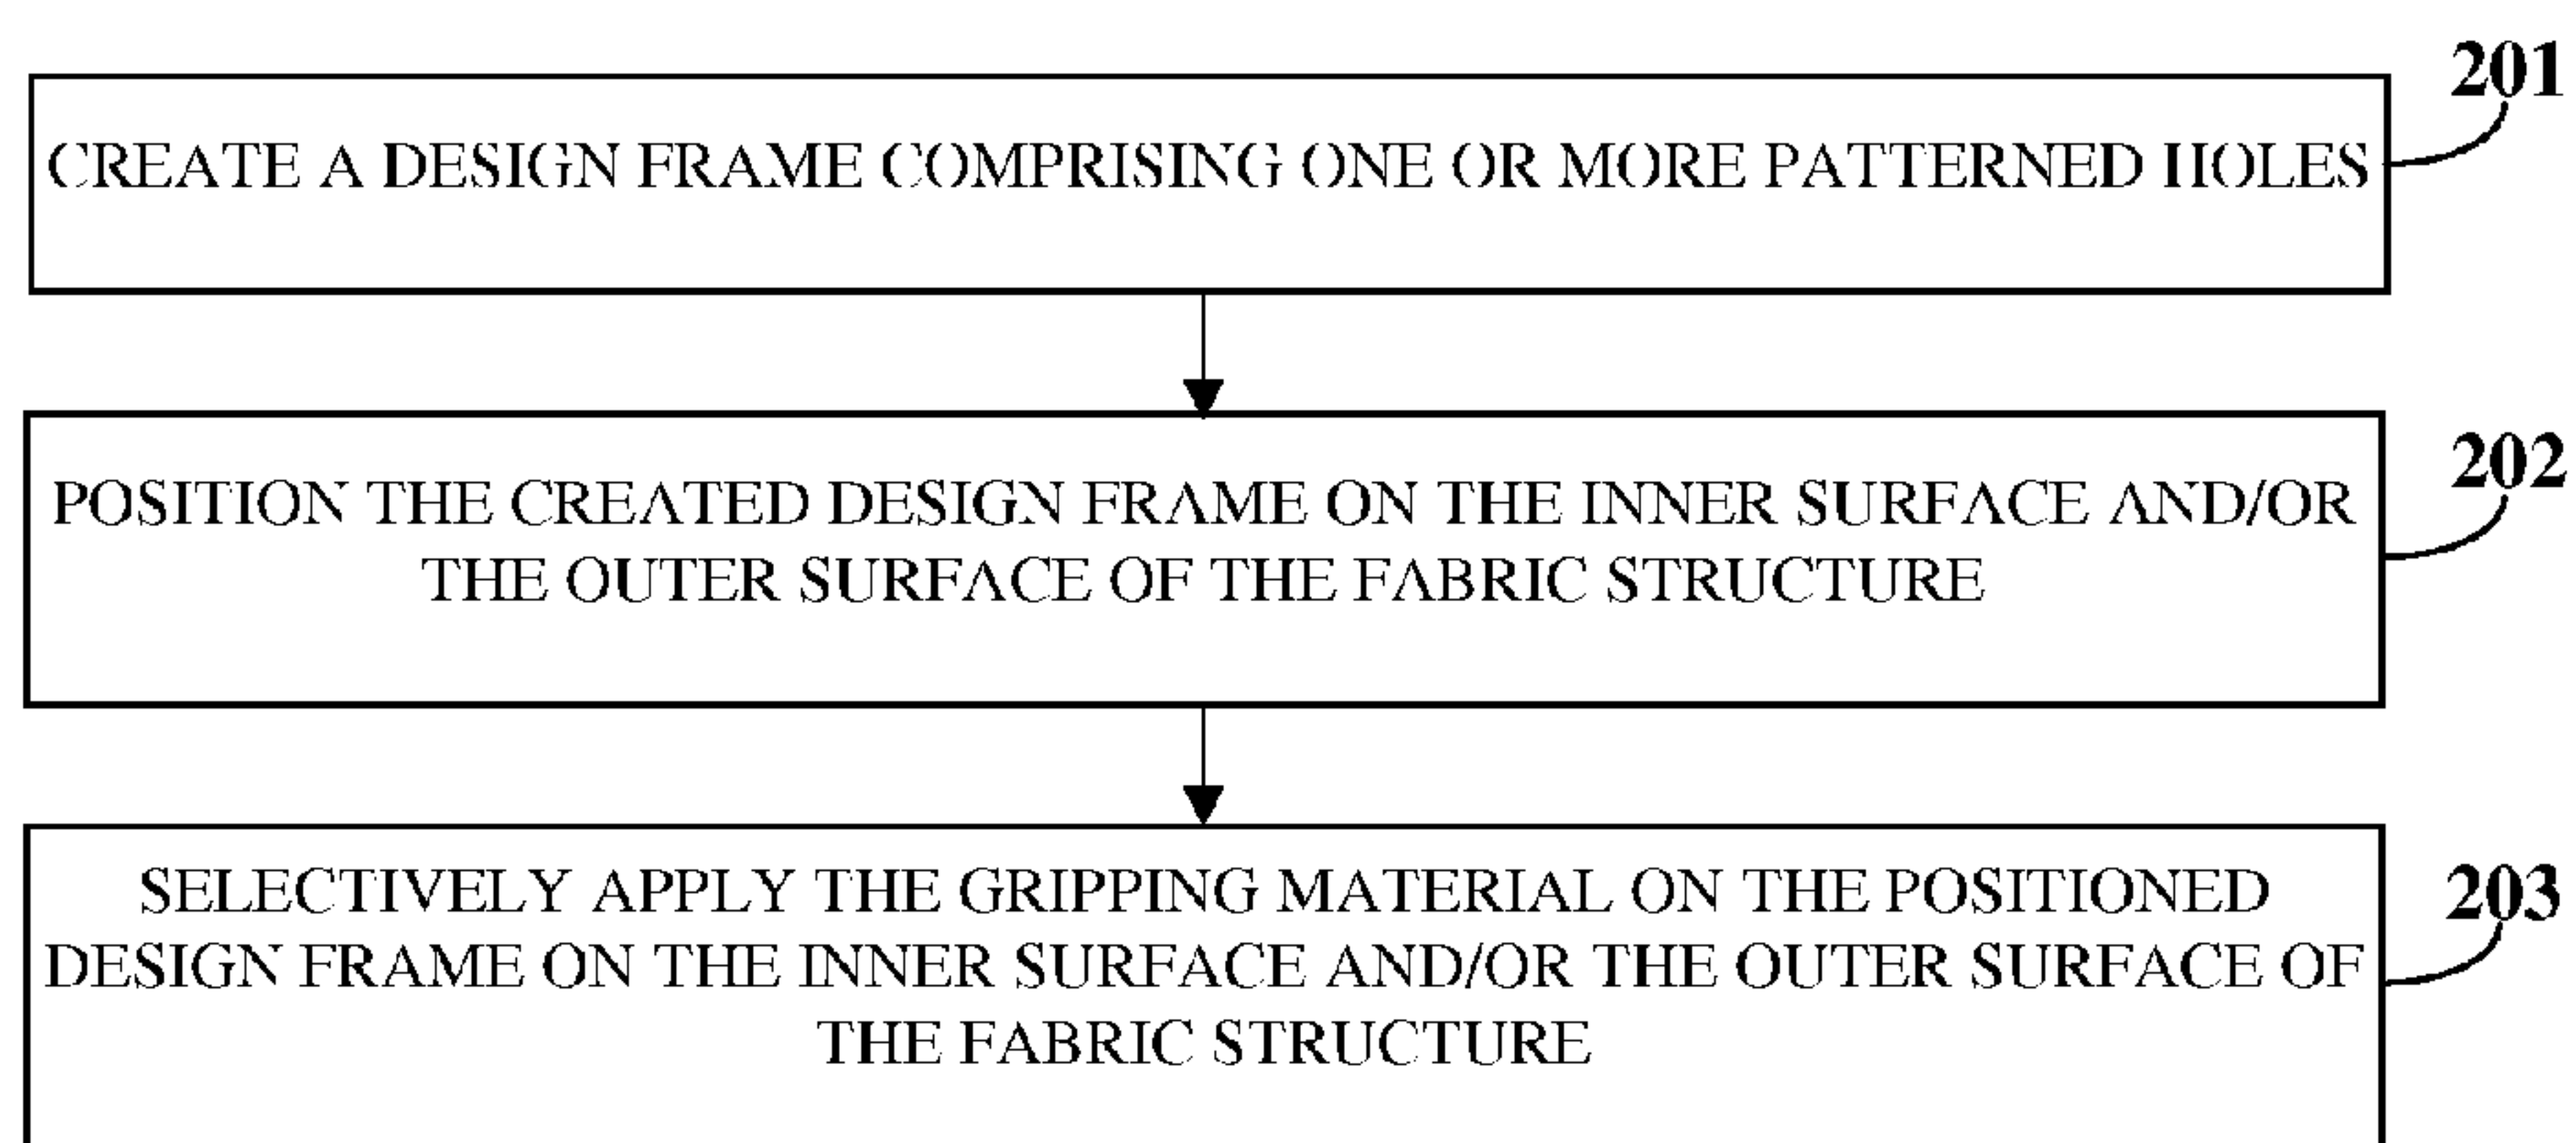 201
CREATE A DESIGN FRAME COMPRISING ONE OR MORE PATTERNED HOLES
202
POSITION THE CREATED DESIGN FRAME ON THE INNER SURFACE AND/OR
THE OUTER SURFACE OF THE FABRIC STRUCTURE
203
SELECTIVELY APPLY THE GRIPPING MATERIAL ON THE POSITIONED
DESIGN FRAME ON THE INNER SURFACE AND/OR THE OUTER SURFACE OF
THE FABRIC STRUCTURE